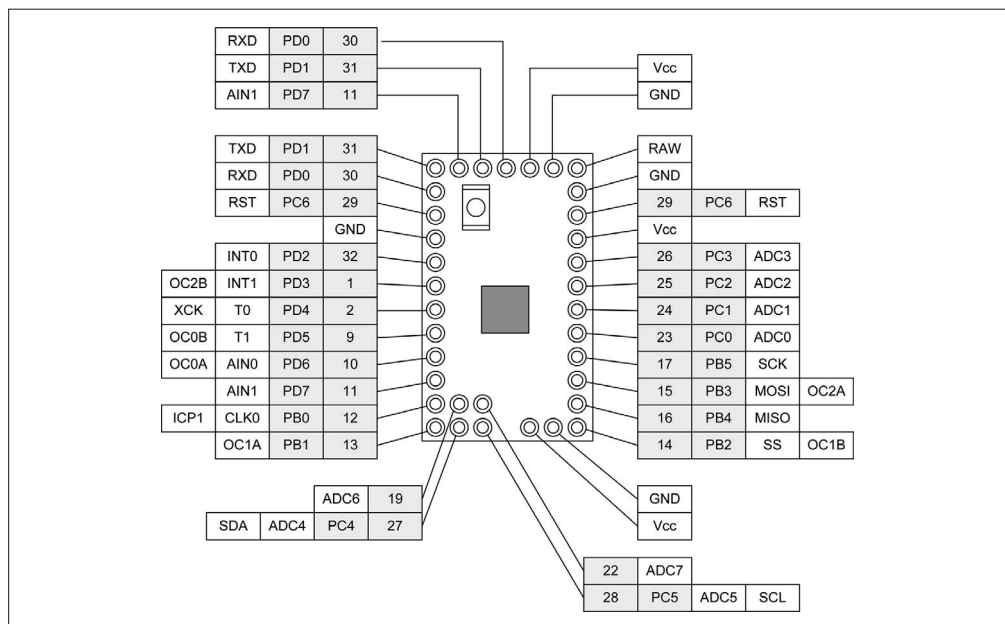 RXD PD0 30
TXD PD1 31
AIN1 PD7 11
Vcc
GND
TXD PD1 31
RXD PD0 30
RST PC6 29
GND
INT0 PD2 32
OC2B INT1 PD3 1
XCK T0 PD4 2
OC0B T1 PD5 9
OC0A AIN0 PD6 10
AIN1 PD7 11
ICP1 CLK0 PB0 12
OC1A PB1 13
RAW
GND
29 PC6 RST
Vcc
26 PC3 ADC3
25 PC2 ADC2
24 PC1 ADC1
23 PC0 ADC0
17 PB5 SCK
15 PB3 MOSI OC2A
16 PB4 MISO
14 PB2 SS OC1B
ADC6 19
SDA ADC4 PC4 27
GND
Vcc
22 ADC7
28 PC5 ADC5 SCL